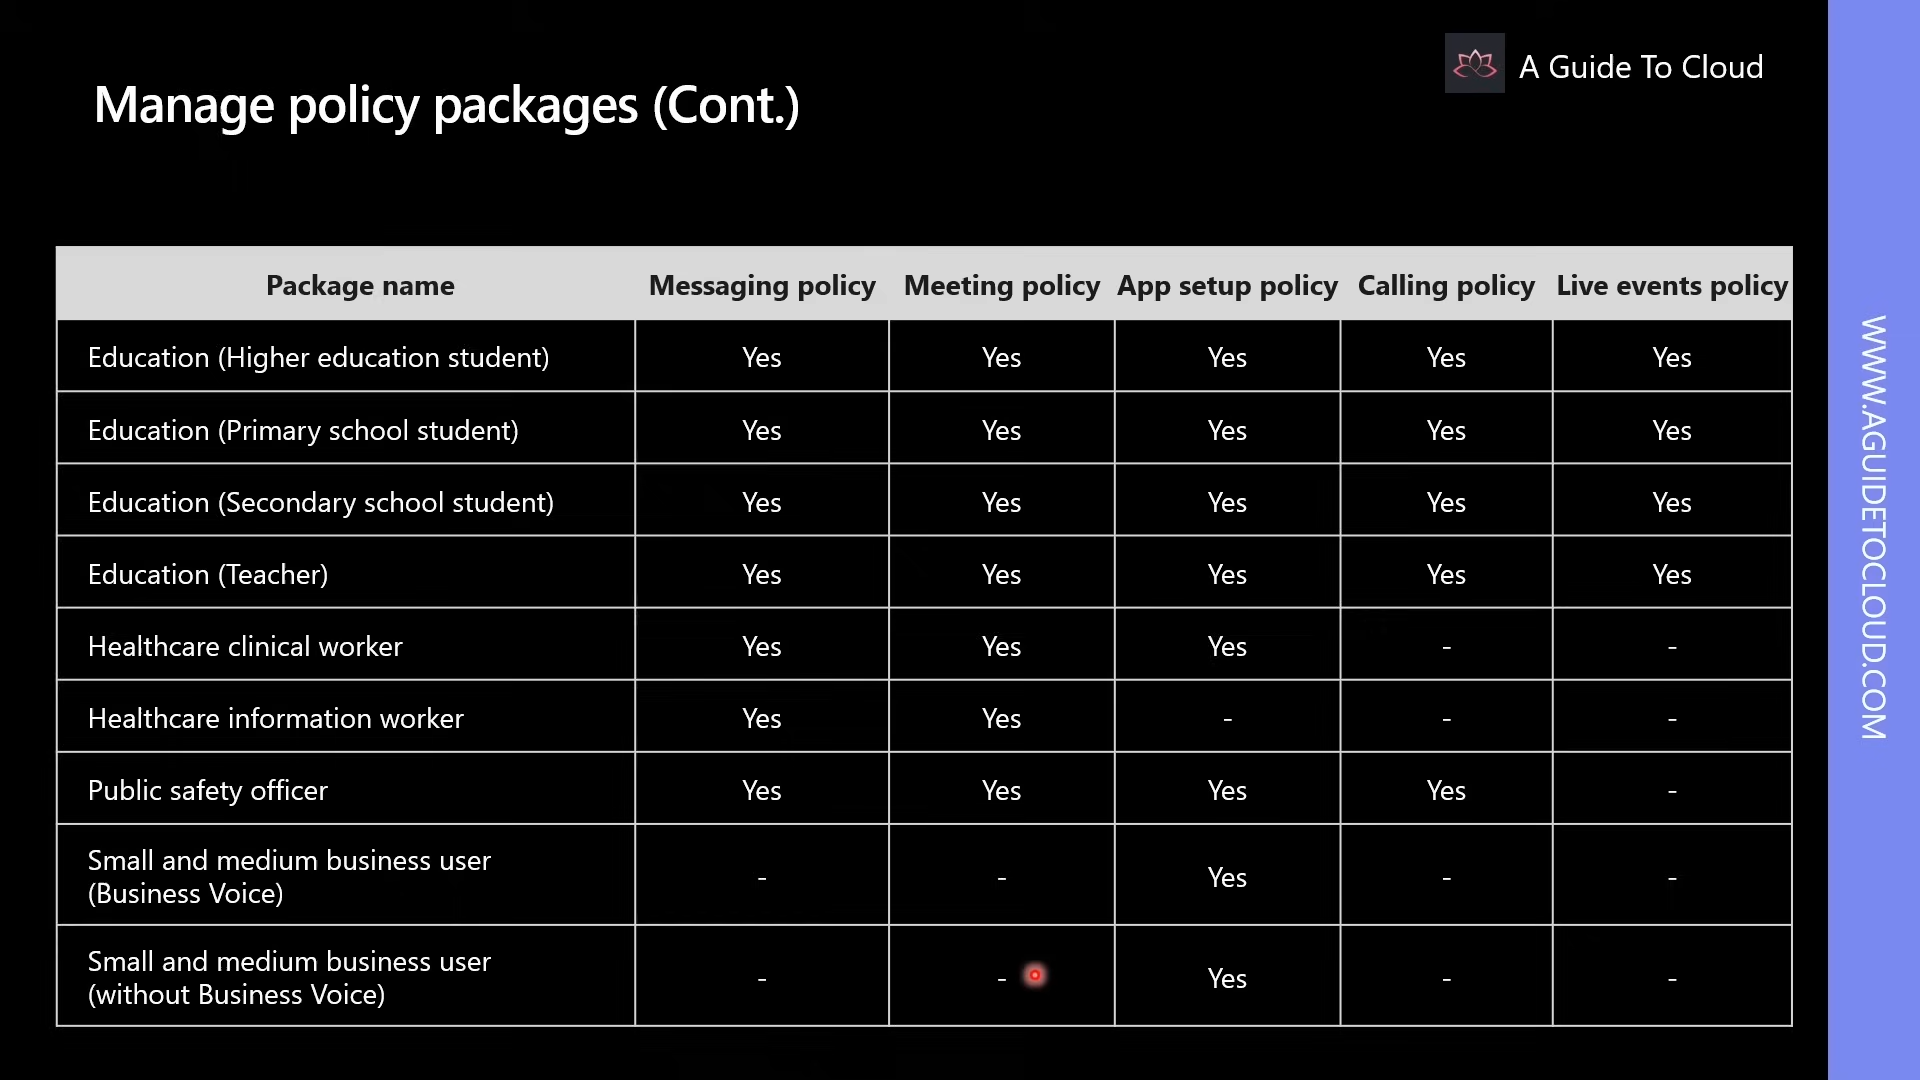 A Guide To Cloud
Manage policy packages (Cont.)
Package name Messaging policy Meeting policy App setup policy Calling policy Live events policy
Education (Higher education student) Yes Yes Yes Yes Yes
Education (Primary school student) Yes Yes Yes Yes Yes
Education (Secondary school student) Yes Yes Yes Yes Yes
Education (Teacher) Yes Yes Yes Yes Yes
Healthcare clinical worker Yes Yes Yes - -
Healthcare information worker Yes Yes - - -
Public safety officer Yes Yes Yes Yes -
Small and medium business user
(Business Voice) - - Yes - -
Small and medium business user
(without Business Voice) - - Yes - -
WWW.AGUIDETOCLOUD.COM